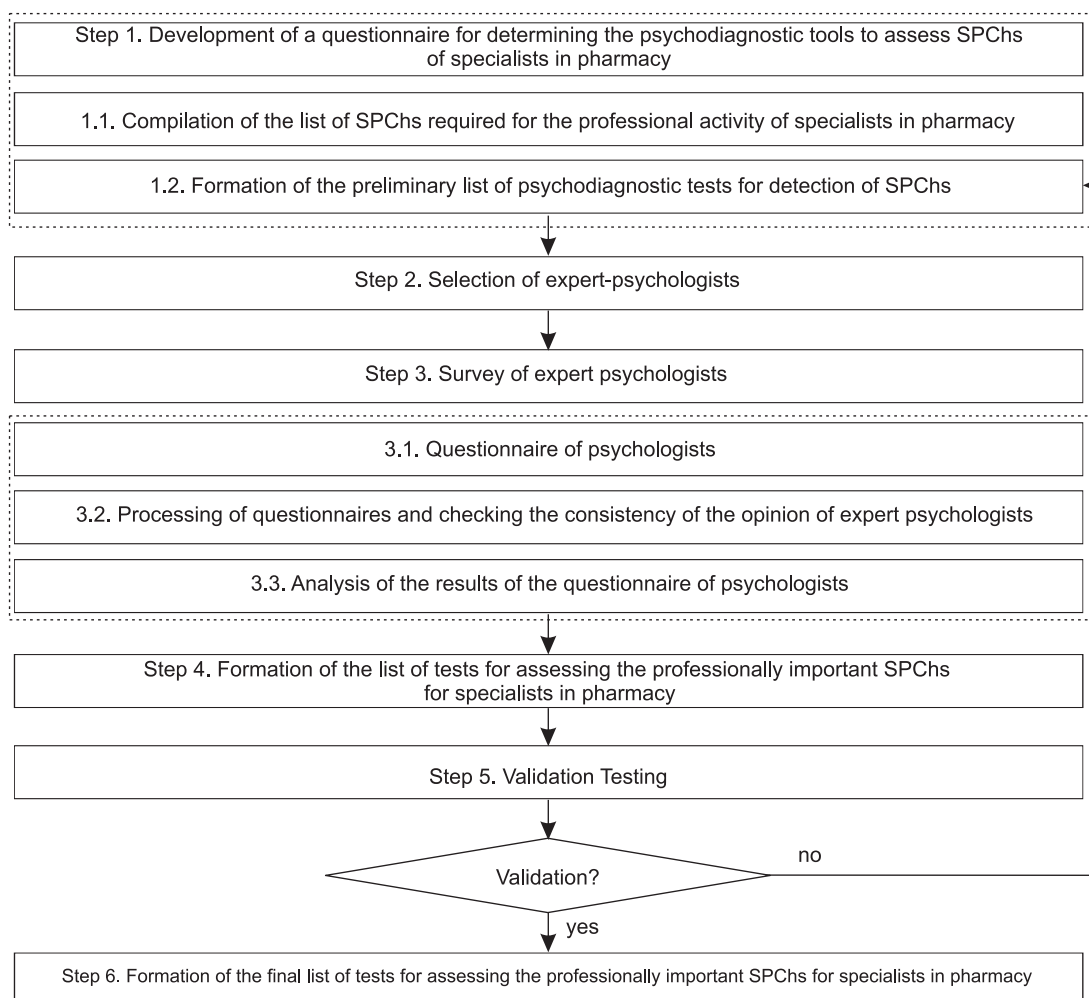 Step 1. Development of a questionnaire for determining the psychodiagnostic tools to assess SPChs
of specialists in pharmacy
1.1. Compilation of the list of SPChs required for the professional activity of specialists in pharmacy
1.2. Formation of the preliminary list of psychodiagnostic tests for detection of SPChs
Step 2. Selection of expert-psychologists
Step 3. Survey of expert psychologists
3.1. Questionnaire of psychologists
3.2. Processing of questionnaires and checking the consistency of the opinion of expert psychologists
3.3. Analysis of the results of the questionnaire of psychologists
Step 4. Formation of the list of tests for assessing the professionally important SPChs
for specialists in pharmacy
Step 5. Validation Testing
no
Validation?
yes
Step 6. Formation of the final list of tests for assessing the professionally important SPChs for specialists in pharmacy